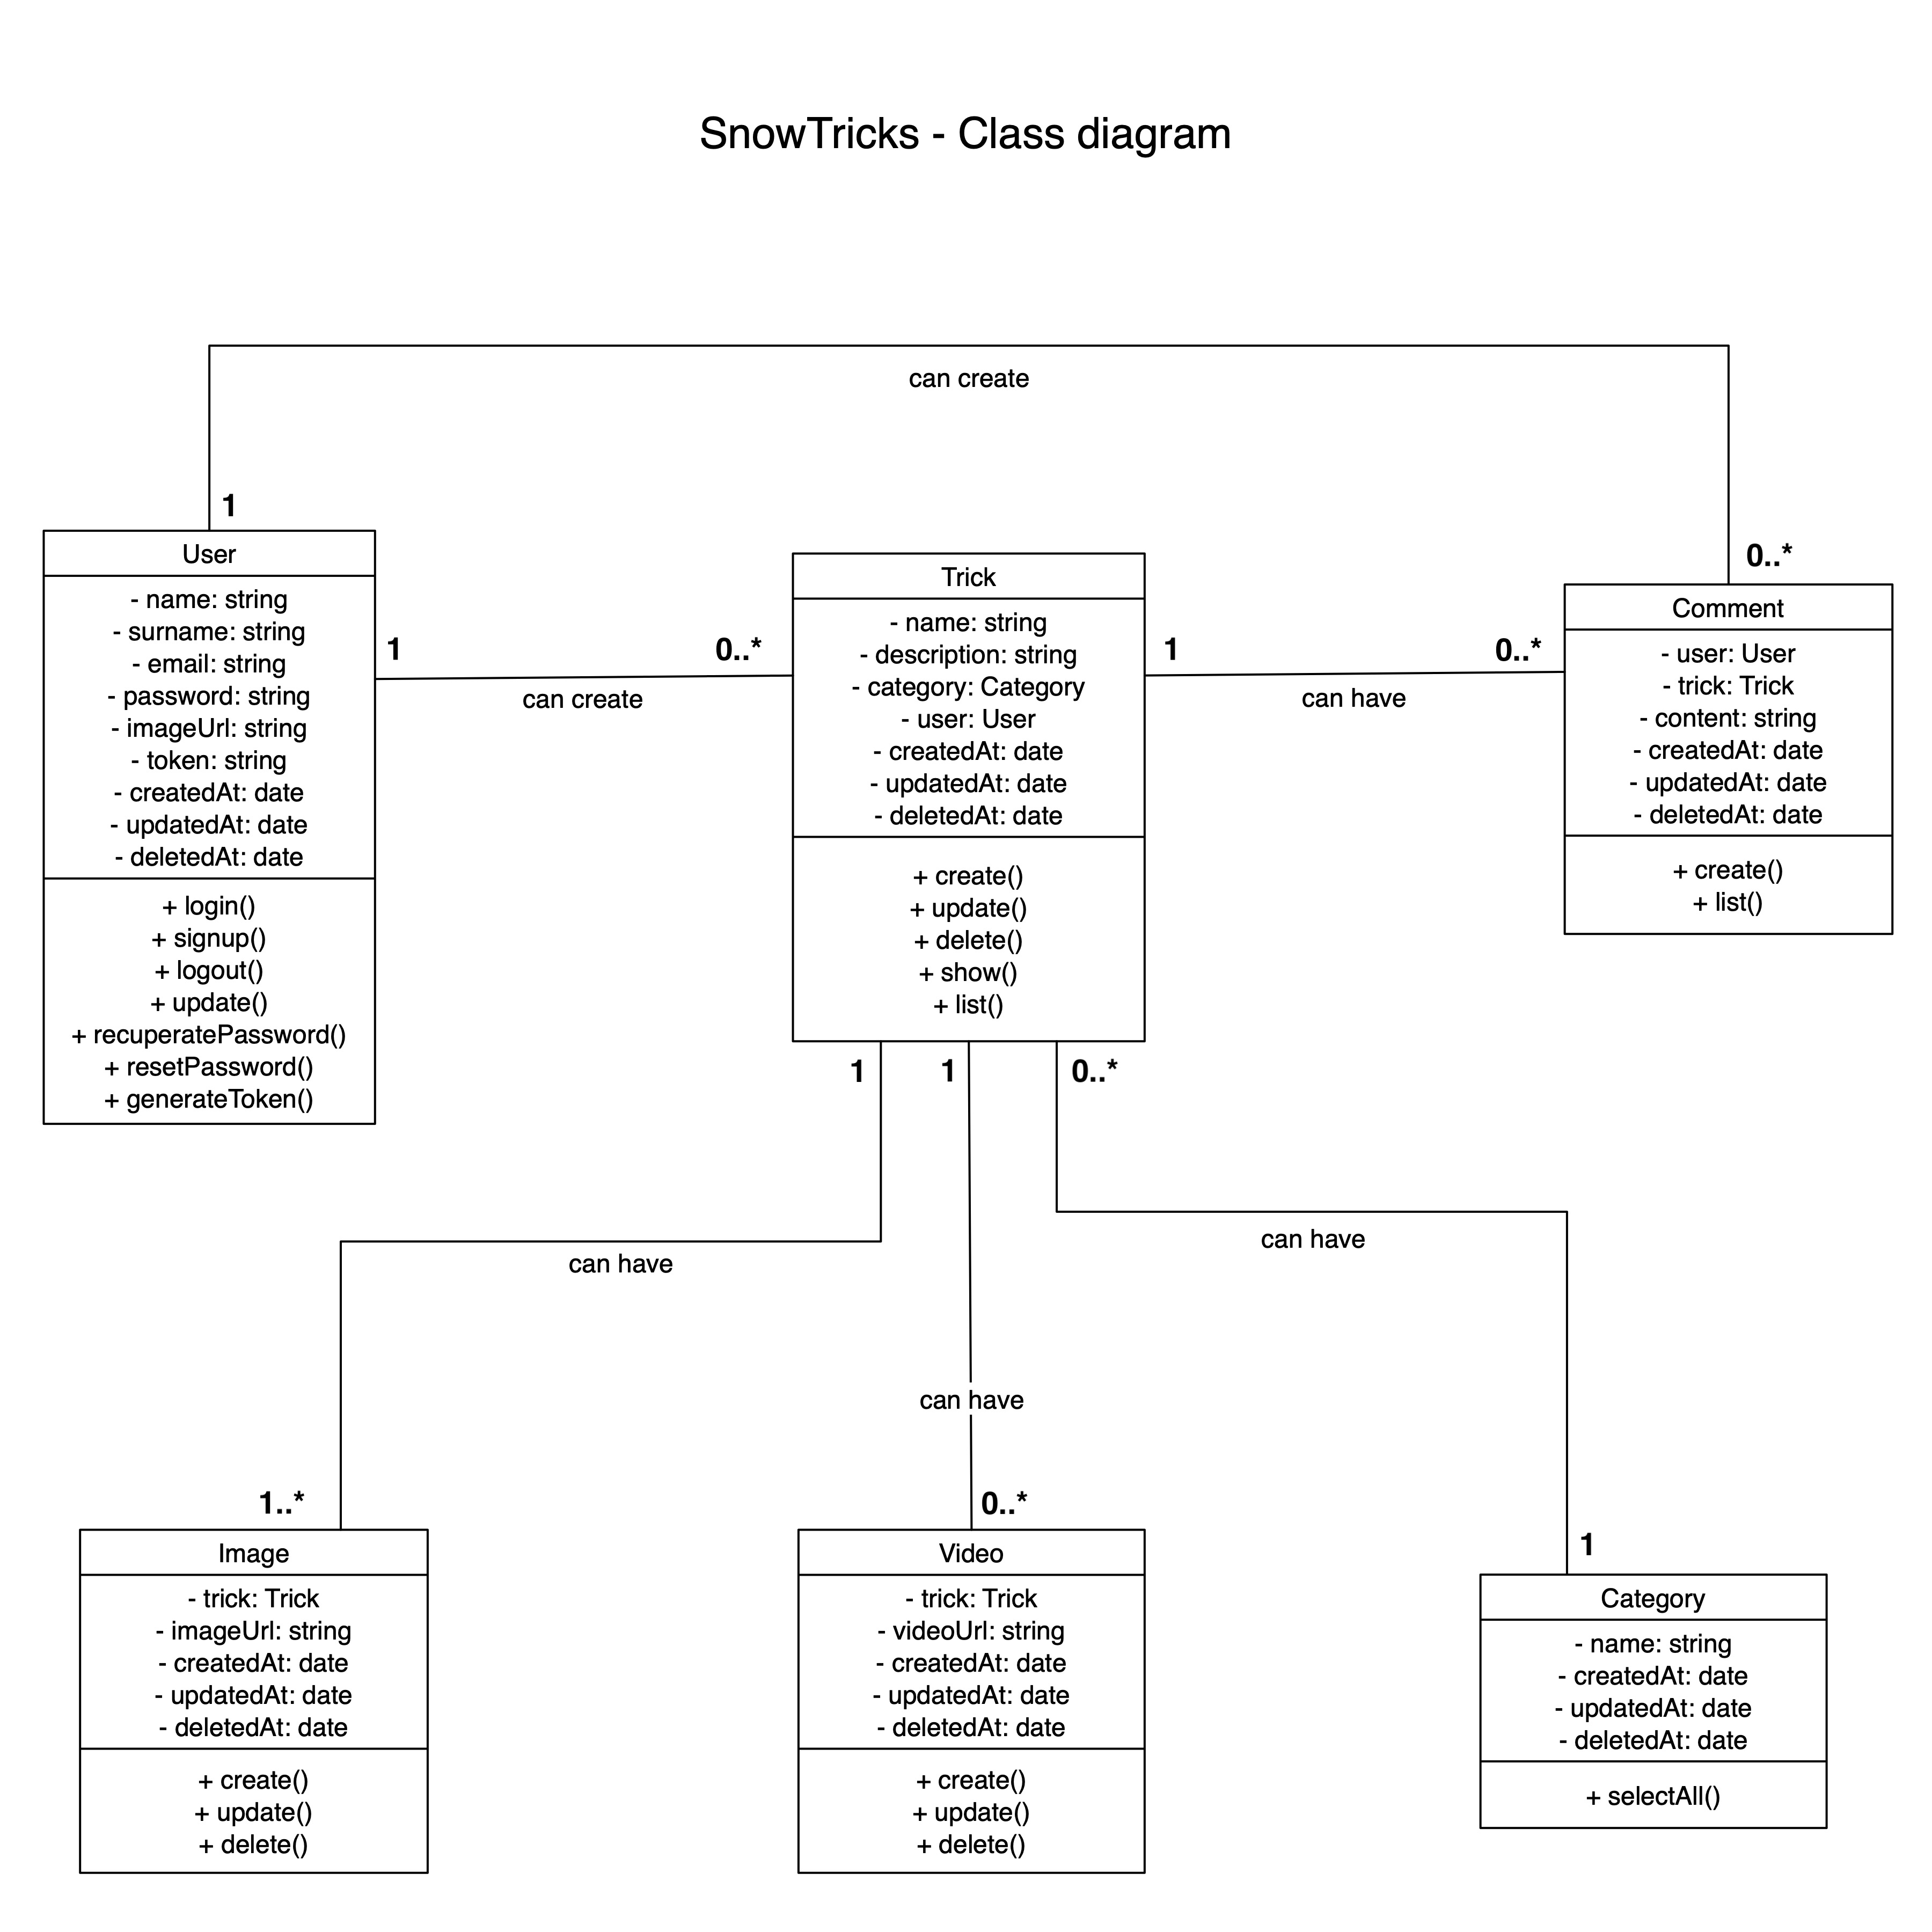 SnowTricks - Class diagram
can create
1
0..*
User
- name: string
- surname: string
- email: string
- password: string
- imageUrl: string
- token: string
- createdAt: date
- updatedAt: date
- deletedAt: date
+ login()
+ signup()
+ logout()
+ update()
+ recuperatePassword()
+ resetPassword()
+ generateToken()
1
0..*
can create
Trick
- name: string
- description: string
- category: Category
- user: User
- createdAt: date
- updatedAt: date
- deletedAt: date
+ create()
+ update()
+ delete()
+ show()
+ list()
1
0..*
can have
Comment
- user: User
- trick: Trick
- content: string
- createdAt: date
- updatedAt: date
- deletedAt: date
+ create()
+ list()
1
1
0..*
can have
can have
can have
1..*
0..*
1
Image
- trick: Trick
- imageUrl: string
- createdAt: date
- updatedAt: date
- deletedAt: date
+ create()
+ update()
+ delete()
Video
- trick: Trick
- videoUrl: string
- createdAt: date
- updatedAt: date
- deletedAt: date
+ create()
+ update()
+ delete()
Category
- name: string
- createdAt: date
- updatedAt: date
- deletedAt: date
+ selectAll()